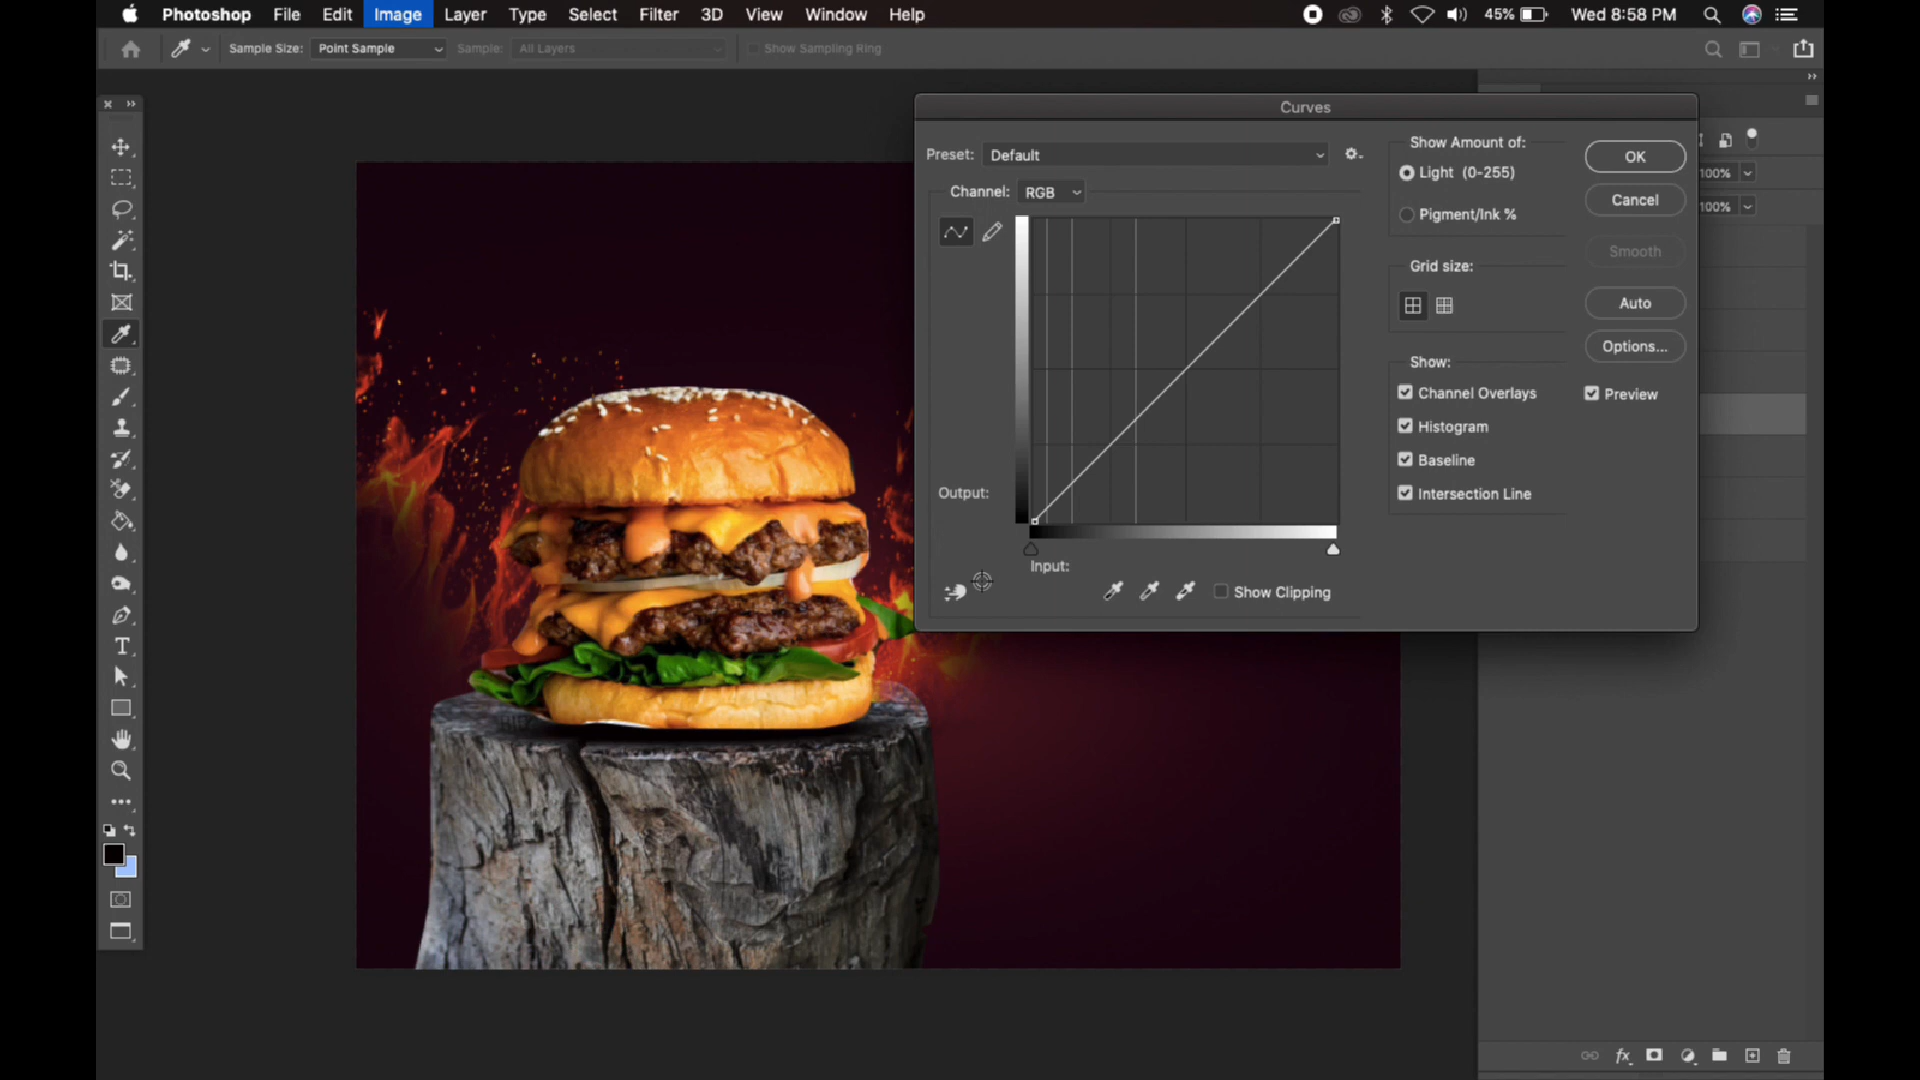 Photoshop File Edit Image Layer Type Select Filter 3D View Window Help 45% Wed 8:58 PM
Sample Size: Point Sample Sample: All Layers Show Sampling Ring
Curves
Preset: Default
Channel: RGB
Output:
Input:
Show Clipping
Show Amount of:
Light (0-255)
Pigment/Ink %
Grid size:
Show:
Channel Overlays
Histogram
Baseline
Intersection Line
OK
Cancel
Smooth
Auto
Options...
Preview
100%
100%
T
fx